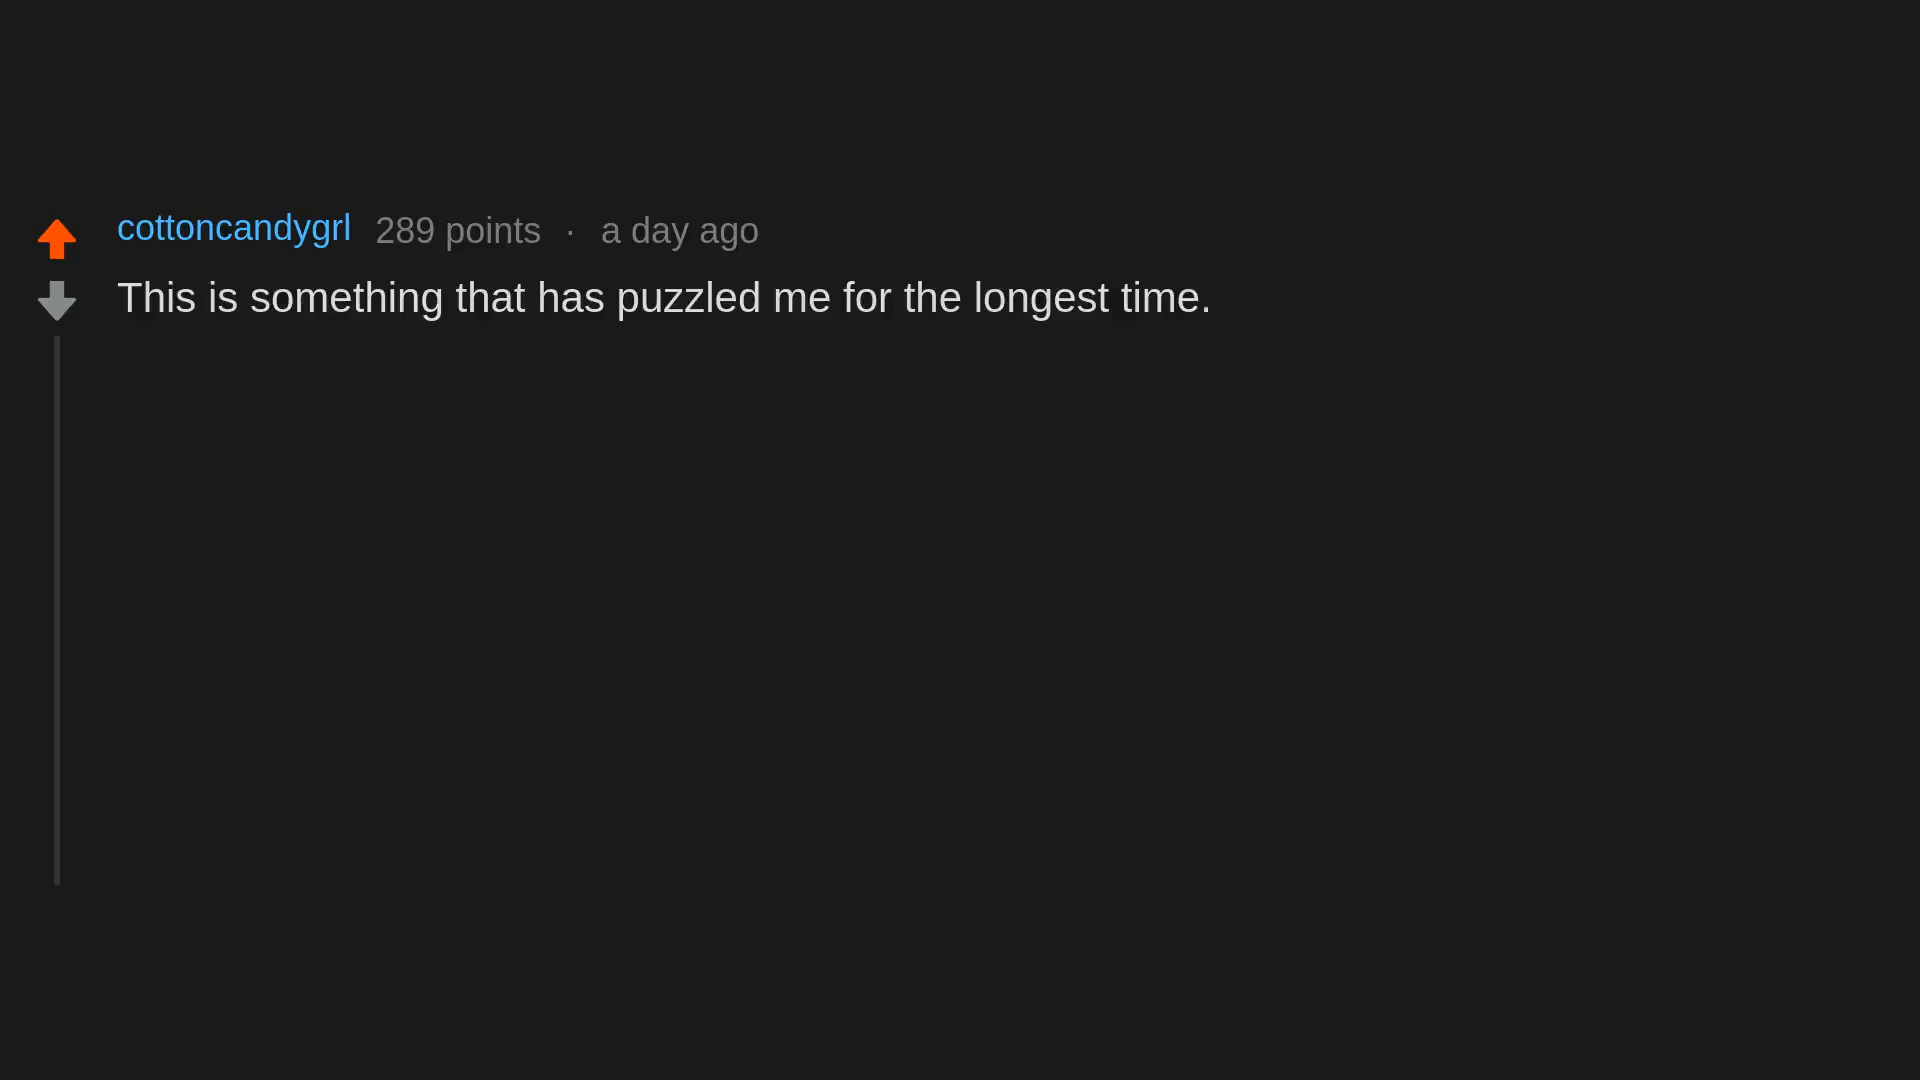 cottoncandygrl 289 points · a day ago
This is something that has puzzled me for the longest time.